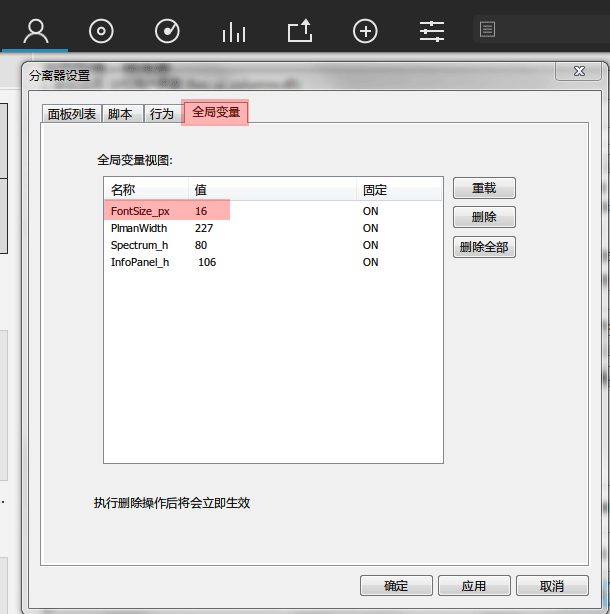 分离器设置
面板列表 脚本 行为 全局变量
全局变量视图:
名称 值 固定
FontSize_px 16 ON
PlmanWidth 227 ON
Spectrum_h 80 ON
InfoPanel_h 106 ON
重载
删除
删除全部
执行删除操作后将会立即生效
确定 应用 取消